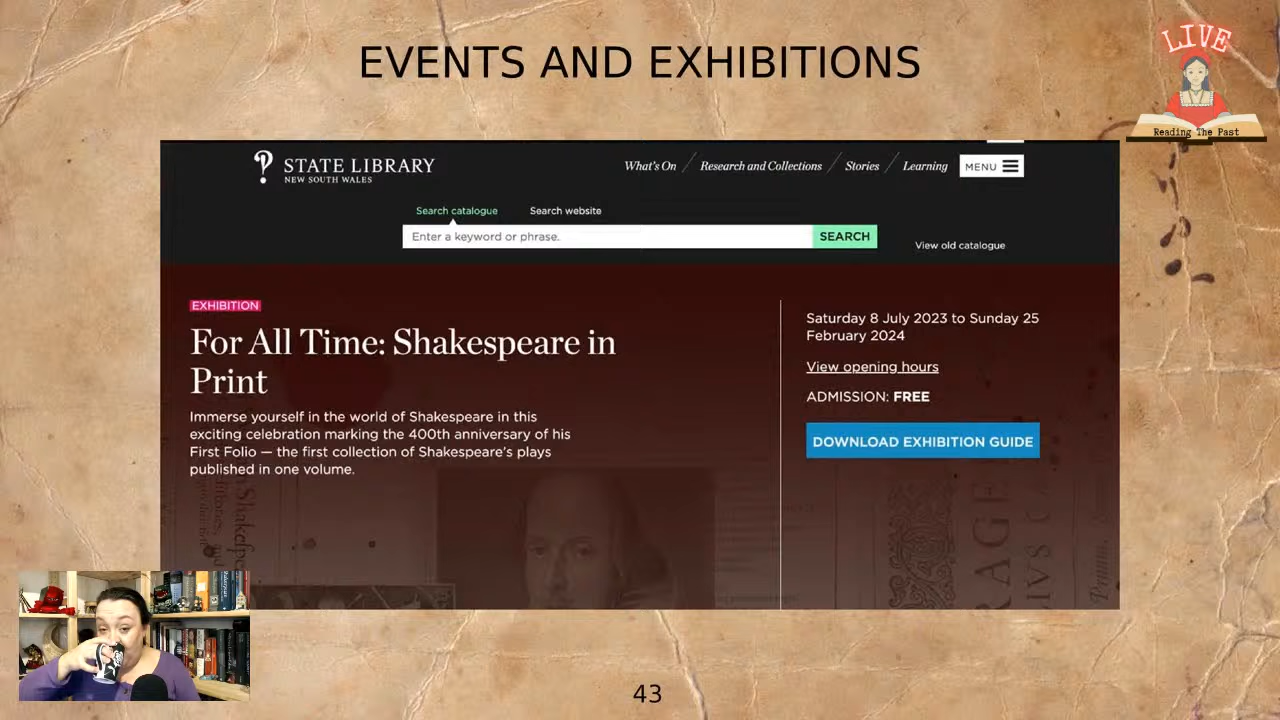 EVENTS AND EXHIBITIONS
LIVE
Reading The Past
STATE LIBRARY
NEW SOUTH WALES
What's On
Research and Collections
Stories
Learning
MENU
Search catalogue
Search website
Enter a keyword or phrase.
SEARCH
View old catalogue
EXHIBITION
For All Time: Shakespeare in
Print
Immerse yourself in the world of Shakespeare in this
exciting celebration marking the 400th anniversary of his
First Folio — the first collection of Shakespeare's plays
published in one volume.
Saturday 8 July 2023 to Sunday 25
February 2024
View opening hours
ADMISSION: FREE
DOWNLOAD EXHIBITION GUIDE
43